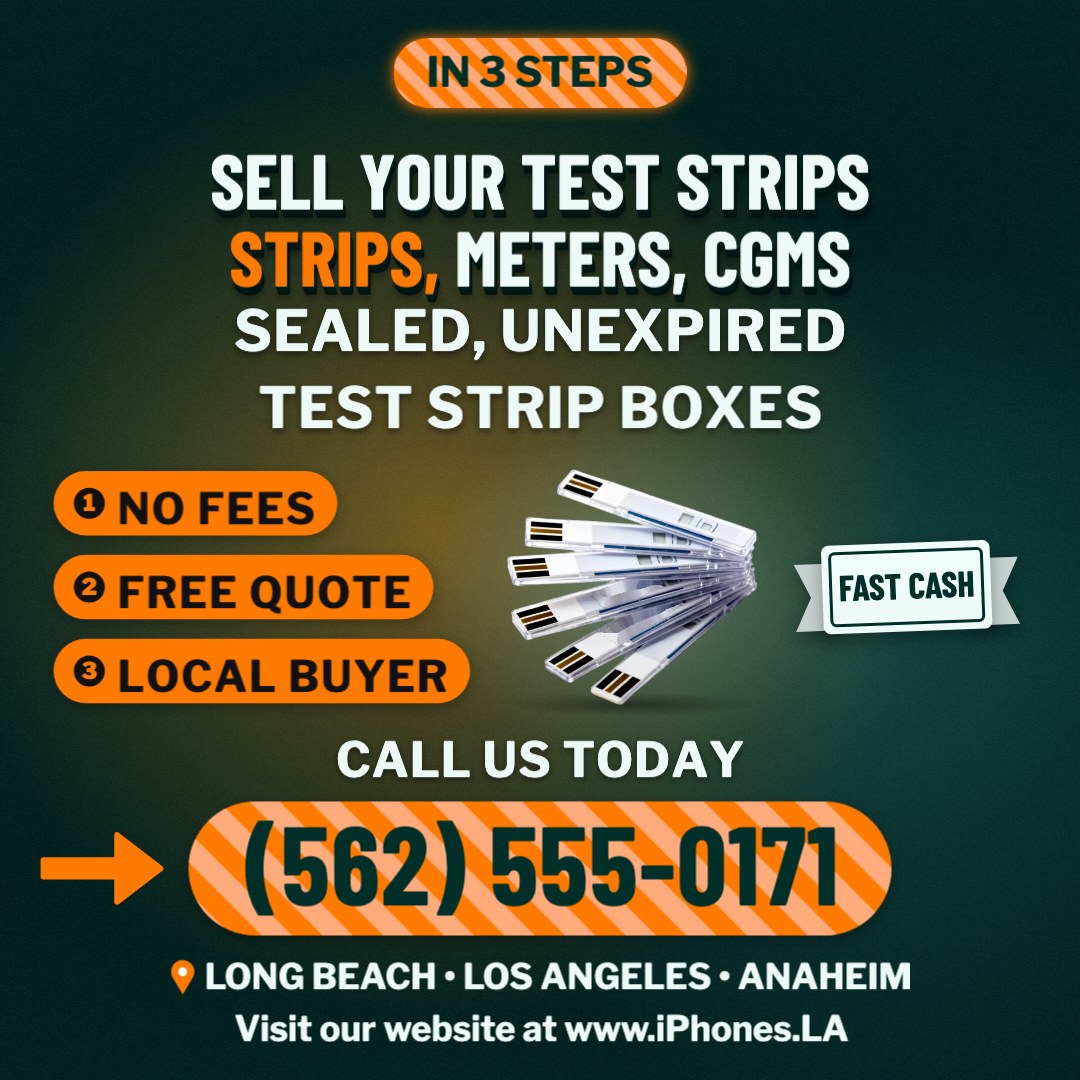 IN 3 STEPS
SELL YOUR TEST STRIPS
STRIPS, METERS, CGMS
SEALED, UNEXPIRED
TEST STRIP BOXES
1 NO FEES
2 FREE QUOTE
3 LOCAL BUYER
FAST CASH
CALL US TODAY
(562) 555-0171
LONG BEACH • LOS ANGELES • ANAHEIM
Visit our website at www.iPhones.LA